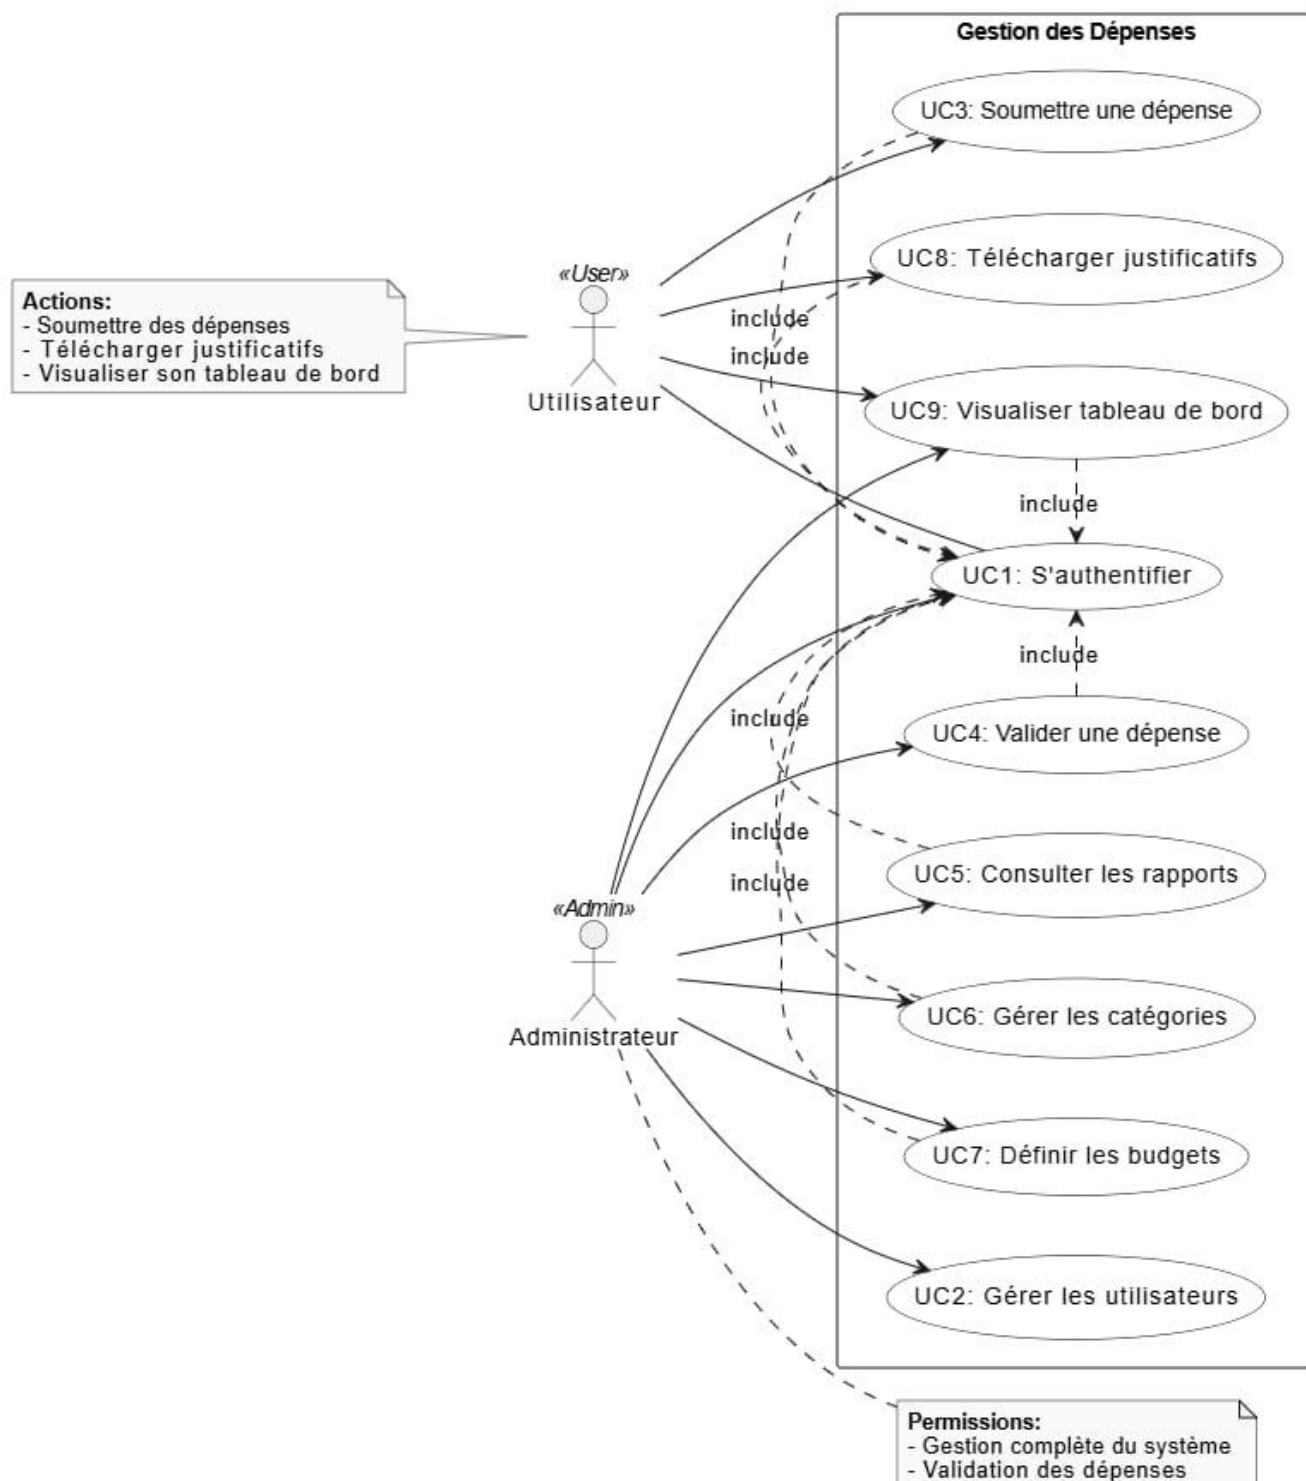 Gestion des Dépenses
UC3: Soumettre une dépense
UC8: Télécharger justificatifs
«User»
Actions:
- Soumettre des dépenses
- Télécharger justificatifs
- Visualiser son tableau de bord
include
include
Utilisateur
UC9: Visualiser tableau de bord
include
UC1: S'authentifier
include
include
UC4: Valider une dépense
include
UC5: Consulter les rapports
include
«Admin»
Administrateur
UC6: Gérer les catégories
UC7: Définir les budgets
UC2: Gérer les utilisateurs
Permissions:
- Gestion complète du système
- Validation des dépenses